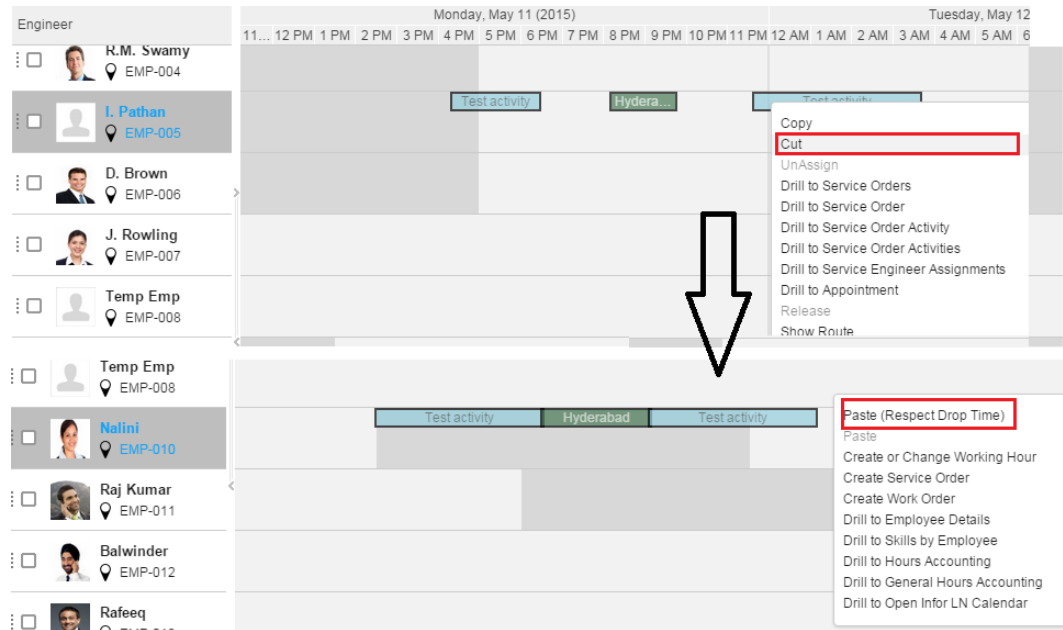 Engineer
Monday, May 11 (2015)
Tuesday, May 12
11... 12 PM 1 PM 2 PM 3 PM 4 PM 5 PM 6 PM 7 PM 8 PM 9 PM 10 PM 11 PM 12 AM 1 AM 2 AM 3 AM 4 AM 5 AM 6
R.M. Swamy
EMP-004
I. Pathan
EMP-005
Test activity
Hydera...
Test activity
D. Brown
EMP-006
J. Rowling
EMP-007
Temp Emp
EMP-008
Copy
Cut
UnAssign
Drill to Service Orders
Drill to Service Order
Drill to Service Order Activity
Drill to Service Order Activities
Drill to Service Engineer Assignments
Drill to Appointment
Release
Show Route
Temp Emp
EMP-008
Nalini
EMP-010
Test activity
Hyderabad
Test activity
Raj Kumar
EMP-011
Balwinder
EMP-012
Rafeeq
Paste (Respect Drop Time)
Paste
Create or Change Working Hour
Create Service Order
Create Work Order
Drill to Employee Details
Drill to Skills by Employee
Drill to Hours Accounting
Drill to General Hours Accounting
Drill to Open Infor LN Calendar